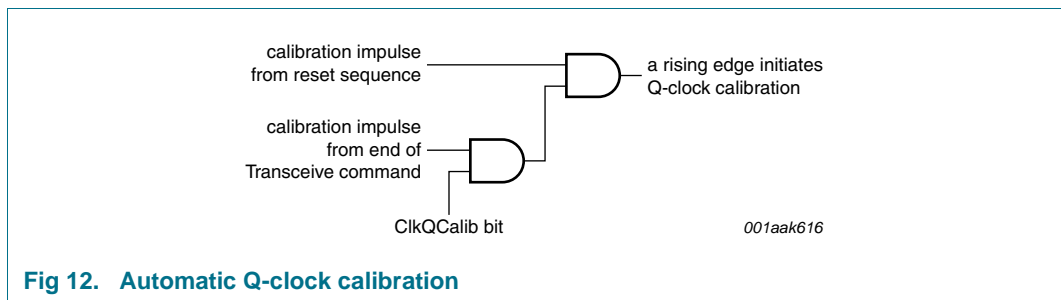 calibration impulse
from reset sequence
a rising edge initiates
Q-clock calibration
calibration impulse
from end of
Transceive command
ClkQCalib bit
001aak616
Fig 12. Automatic Q-clock calibration